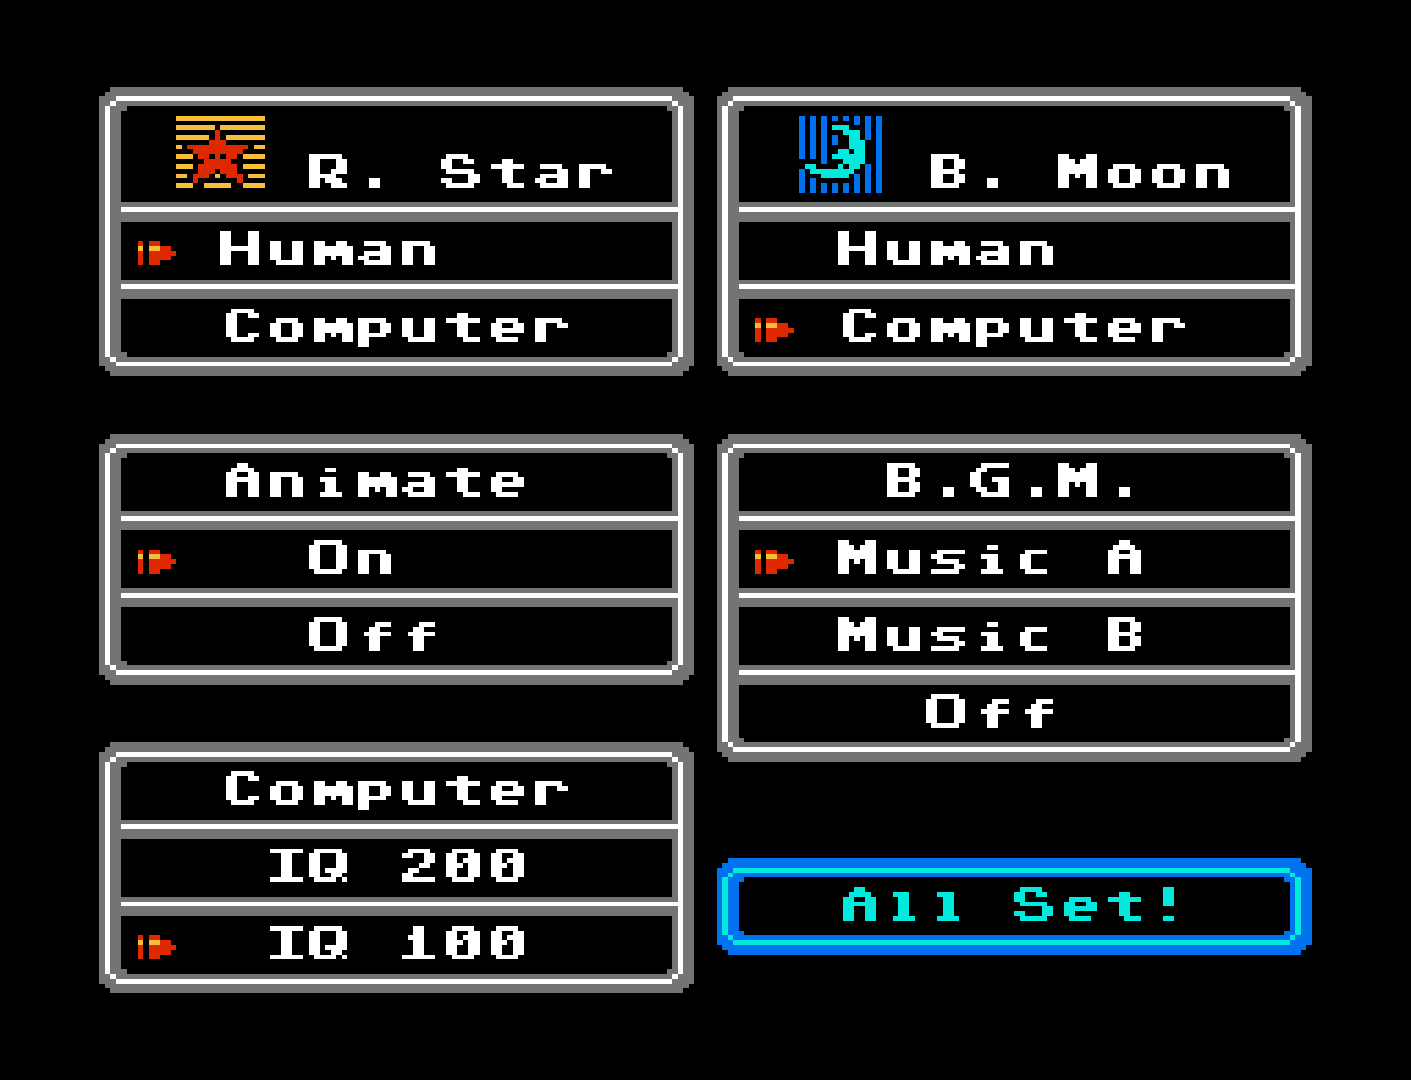 R. Star
Human
Computer
B. Moon
Human
Computer
Animate
On
Off
B.G.M.
Music A
Music B
Off
Computer
IQ 200
IQ 100
All Set!